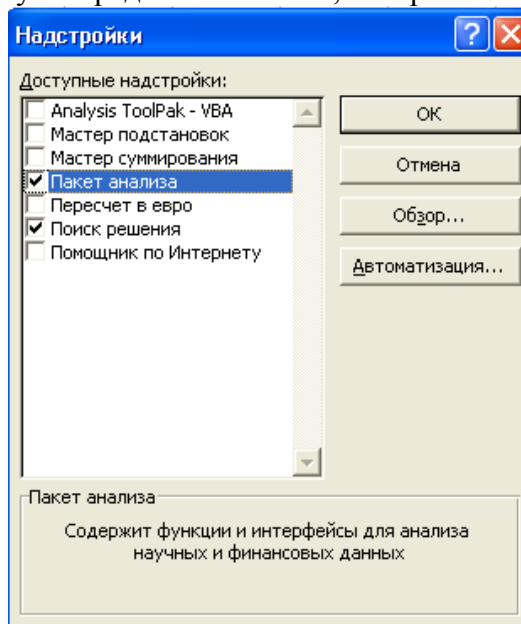 Надстройки
Доступные надстройки:
Analysis ToolPak - VBA
Мастер подстановок
Мастер суммирования
Пакет анализа
Пересчет в евро
Поиск решения
Помощник по Интернету
ОК
Отмена
Обзор...
Автоматизация...
Пакет анализа
Содержит функции и интерфейсы для анализа
научных и финансовых данных